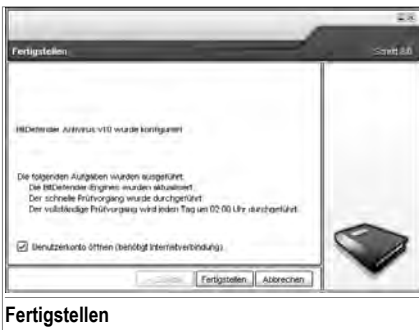 Fertigstellen
Schritt 8/8
BitDefender Antivirus v10 wurde konfiguriert
Die folgenden Aufgaben wurden ausgeführt:
Die BitDefender-Engines wurden aktualisiert.
Der schnelle Prüfvorgang wurde durchgeführt
Der vollständige Prüfvorgang wird jeden Tag um 02:00 Uhr durchgeführt.
Benutzerkonto öffnen (benötigt Internetverbindung)
Fertigstellen
Abbrechen
Fertigstellen